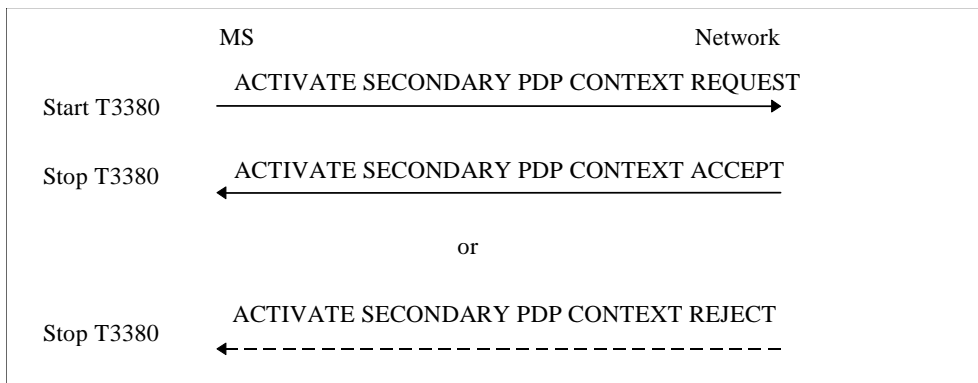 MS Network
ACTIVATE SECONDARY PDP CONTEXT REQUEST
Start T3380
ACTIVATE SECONDARY PDP CONTEXT ACCEPT
Stop T3380
or
ACTIVATE SECONDARY PDP CONTEXT REJECT
Stop T3380